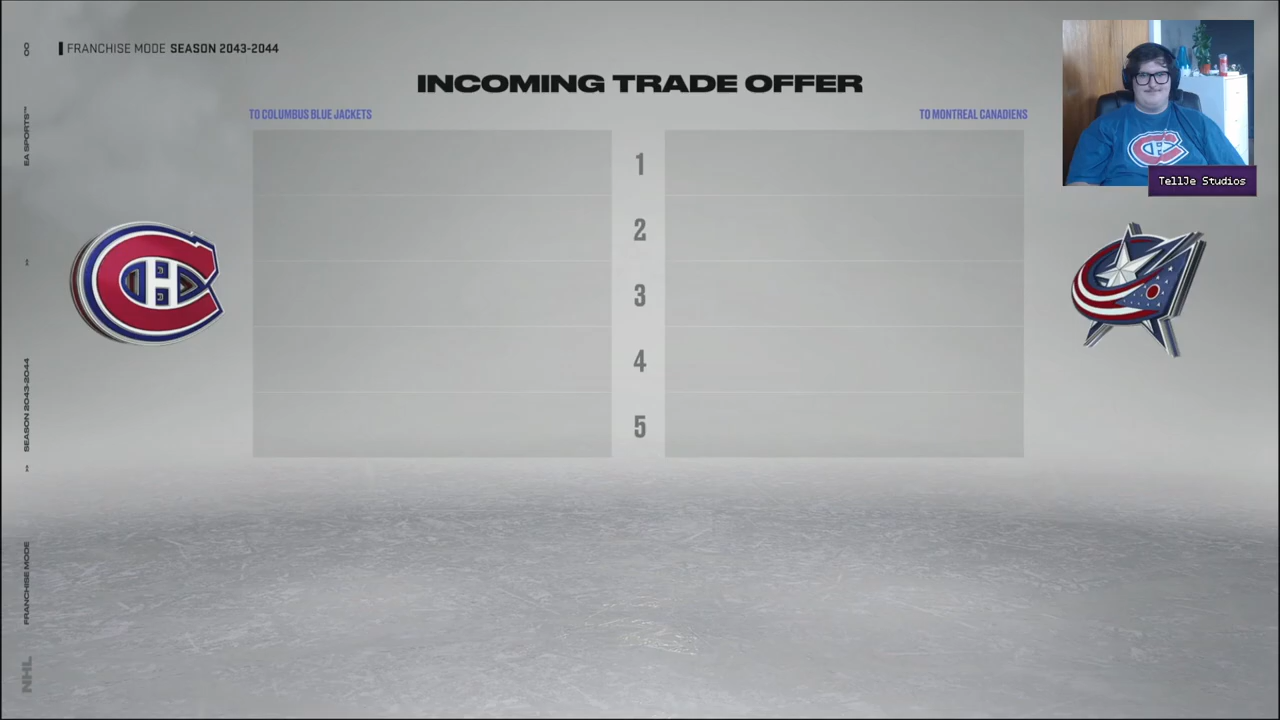 FRANCHISE MODE SEASON 2043-2044
INCOMING TRADE OFFER
TO COLUMBUS BLUE JACKETS
TO MONTREAL CANADIENS
1
2
3
4
5
TellJe Studios
EA SPORTS™
SEASON 2043-2044
FRANCHISE MODE
NHL